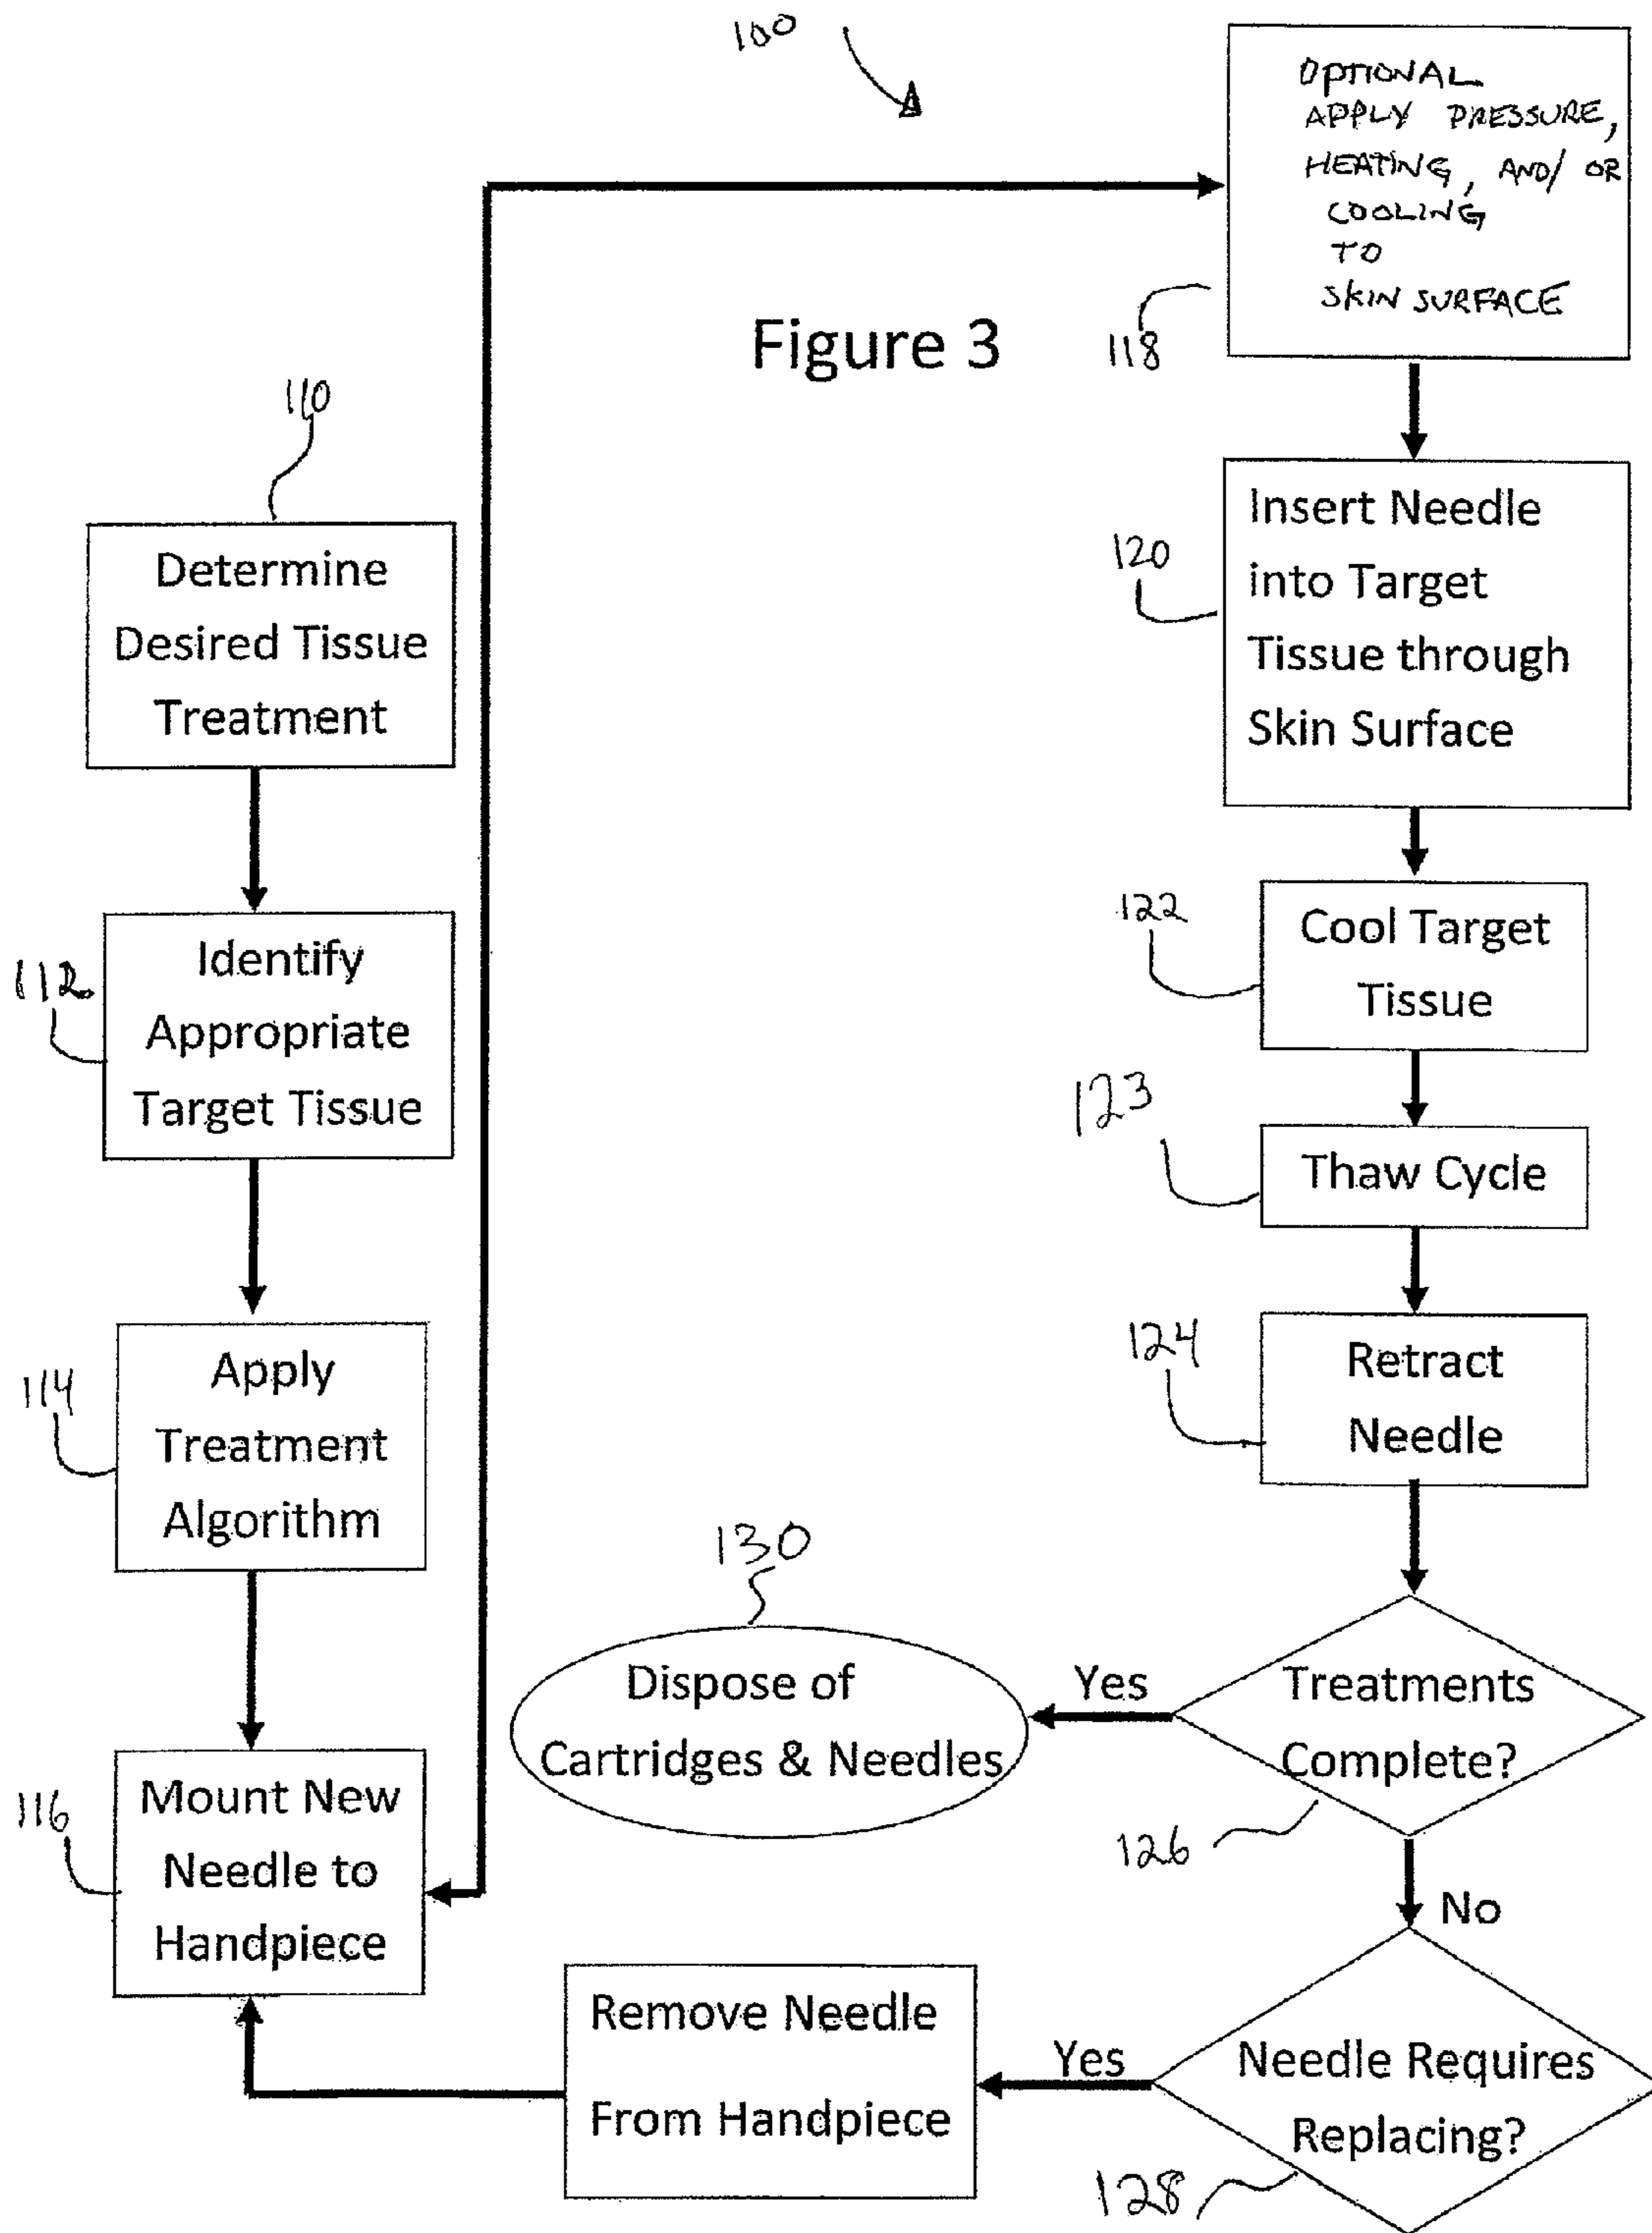 100
OPTIONAL
APPLY PRESSURE,
HEATING, AND/OR
COOLING
TO
SKIN SURFACE
118
Figure 3
110
Determine
Desired Tissue
Treatment
112
Identify
Appropriate
Target Tissue
114
Apply
Treatment
Algorithm
116
Mount New
Needle to
Handpiece
120
Insert Needle
into Target
Tissue through
Skin Surface
122
Cool Target
Tissue
123
Thaw Cycle
124
Retract
Needle
126
Treatments
Complete?
Yes
130
Dispose of
Cartridges & Needles
No
128
Needle Requires
Replacing?
Yes
Remove Needle
From Handpiece